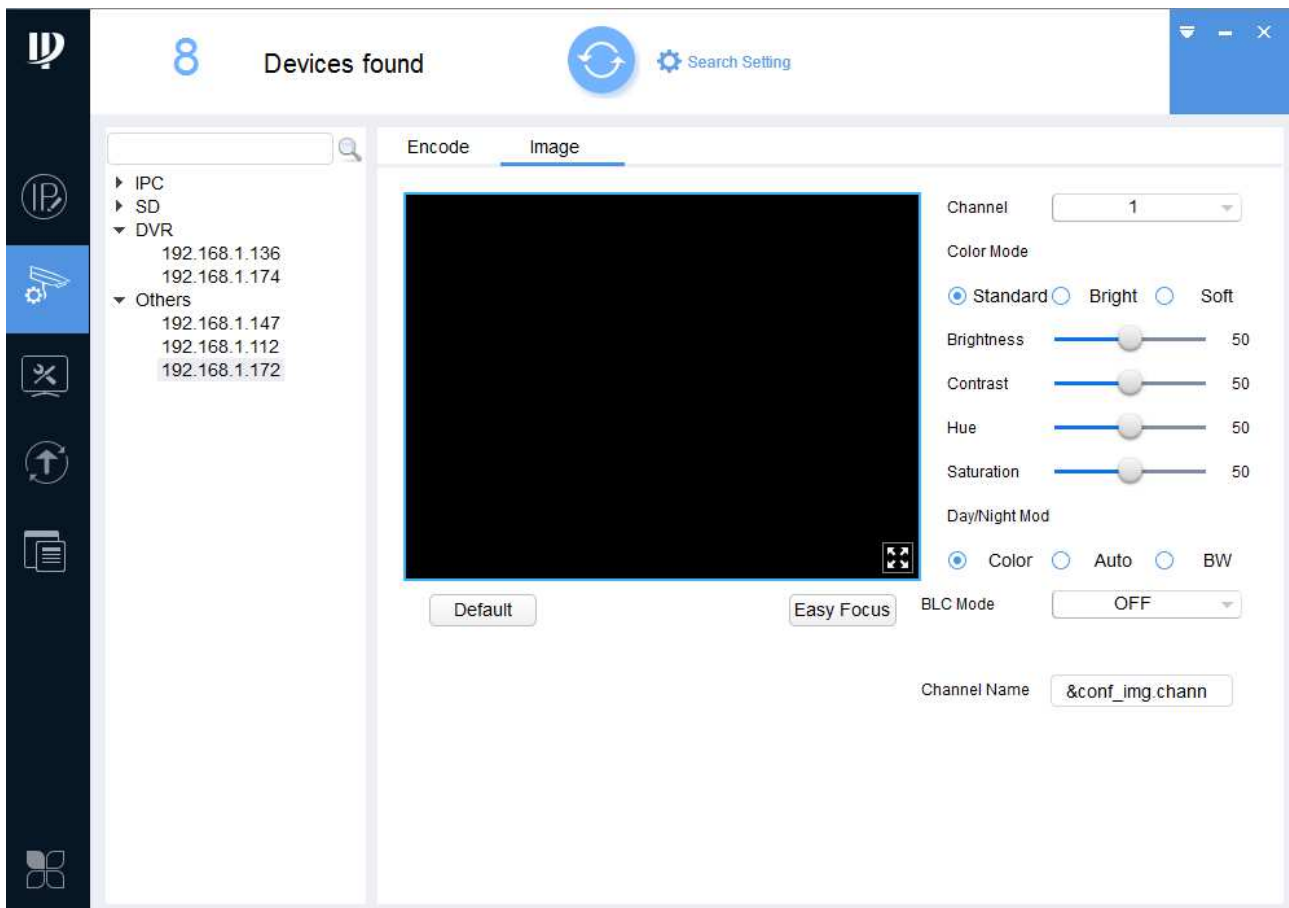 8 Devices found Search Setting
Encode Image
IPC
SD
DVR
192.168.1.136
192.168.1.174
Others
192.168.1.147
192.168.1.112
192.168.1.172
Default
Easy Focus
Channel 1
Color Mode
Standard Bright Soft
Brightness 50
Contrast 50
Hue 50
Saturation 50
Day/Night Mod
Color Auto BW
BLC Mode OFF
Channel Name &conf_img.chann
IP